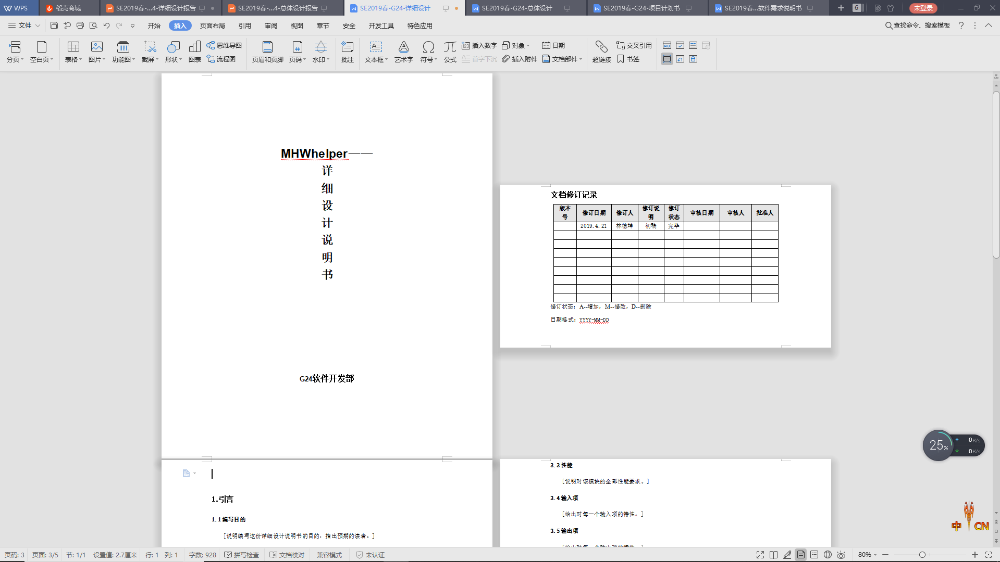 WPS 稻壳商城 SE2019春-...4-详细设计报告 SE2019春-...4-总体设计报告 SE2019春-G24-详细设计 SE2019春-G24-总体设计 SE2019春-G24-项目计划书 SE2019春...软件需求说明书 6 未登录
文件 开始 插入 页面布局 引用 审阅 视图 章节 安全 开发工具 特色应用 查找命令、搜索模板
思维导图 插入数字 对象 日期 交叉引用
分页 空白页 表格 图片 功能图 截屏 形状 图表 流程图 页眉和页脚 页码 水印 批注 文本框 艺术字 符号 公式 首字下沉 插入附件 文档部件 超链接 书签
MHWhelper——
详
细
设
计
说
明
书
G24软件开发部
文档修订记录
版本号 修订日期 修订人 修订说明 修订状态 审核日期 审核人 批准人
2019.4.21 林德坤 初稿 完毕
修订状态：A--增加，M--修改，D--删除
日期格式：YYYY-MM-DD
1.引言
1.1编写目的
[说明编写这份详细设计说明书的目的，指出预期的读者。]
3.3性能
[说明对该模块的全部性能要求。]
3.4输入项
[给出对每一个输入项的特性。]
3.5输出项
[给出对每一个输出项的特性。]
25% 0K/s
0K/s
中 CN
页码: 3 页面: 3/5 节: 1/1 设置值: 2.7厘米 行: 1 列: 1 字数: 928 拼写检查 文档校对 兼容模式 未认证 80%